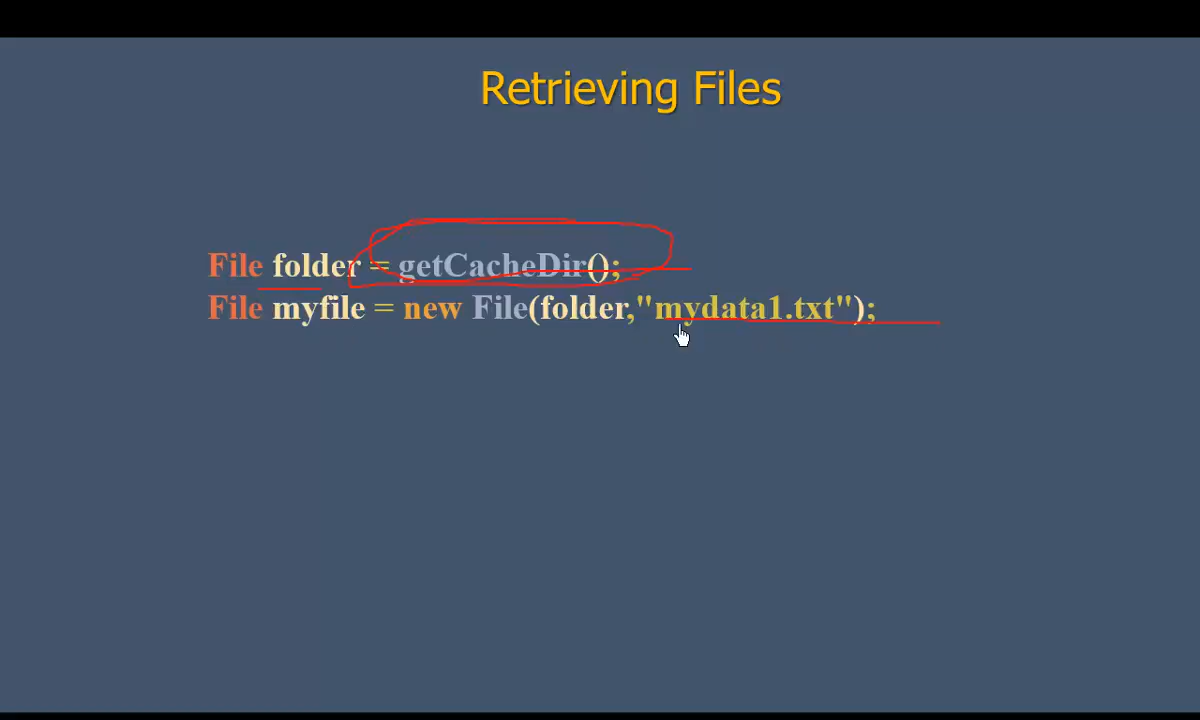 Retrieving Files
File folder = getCacheDir();
File myfile = new File(folder,"mydata1.txt");